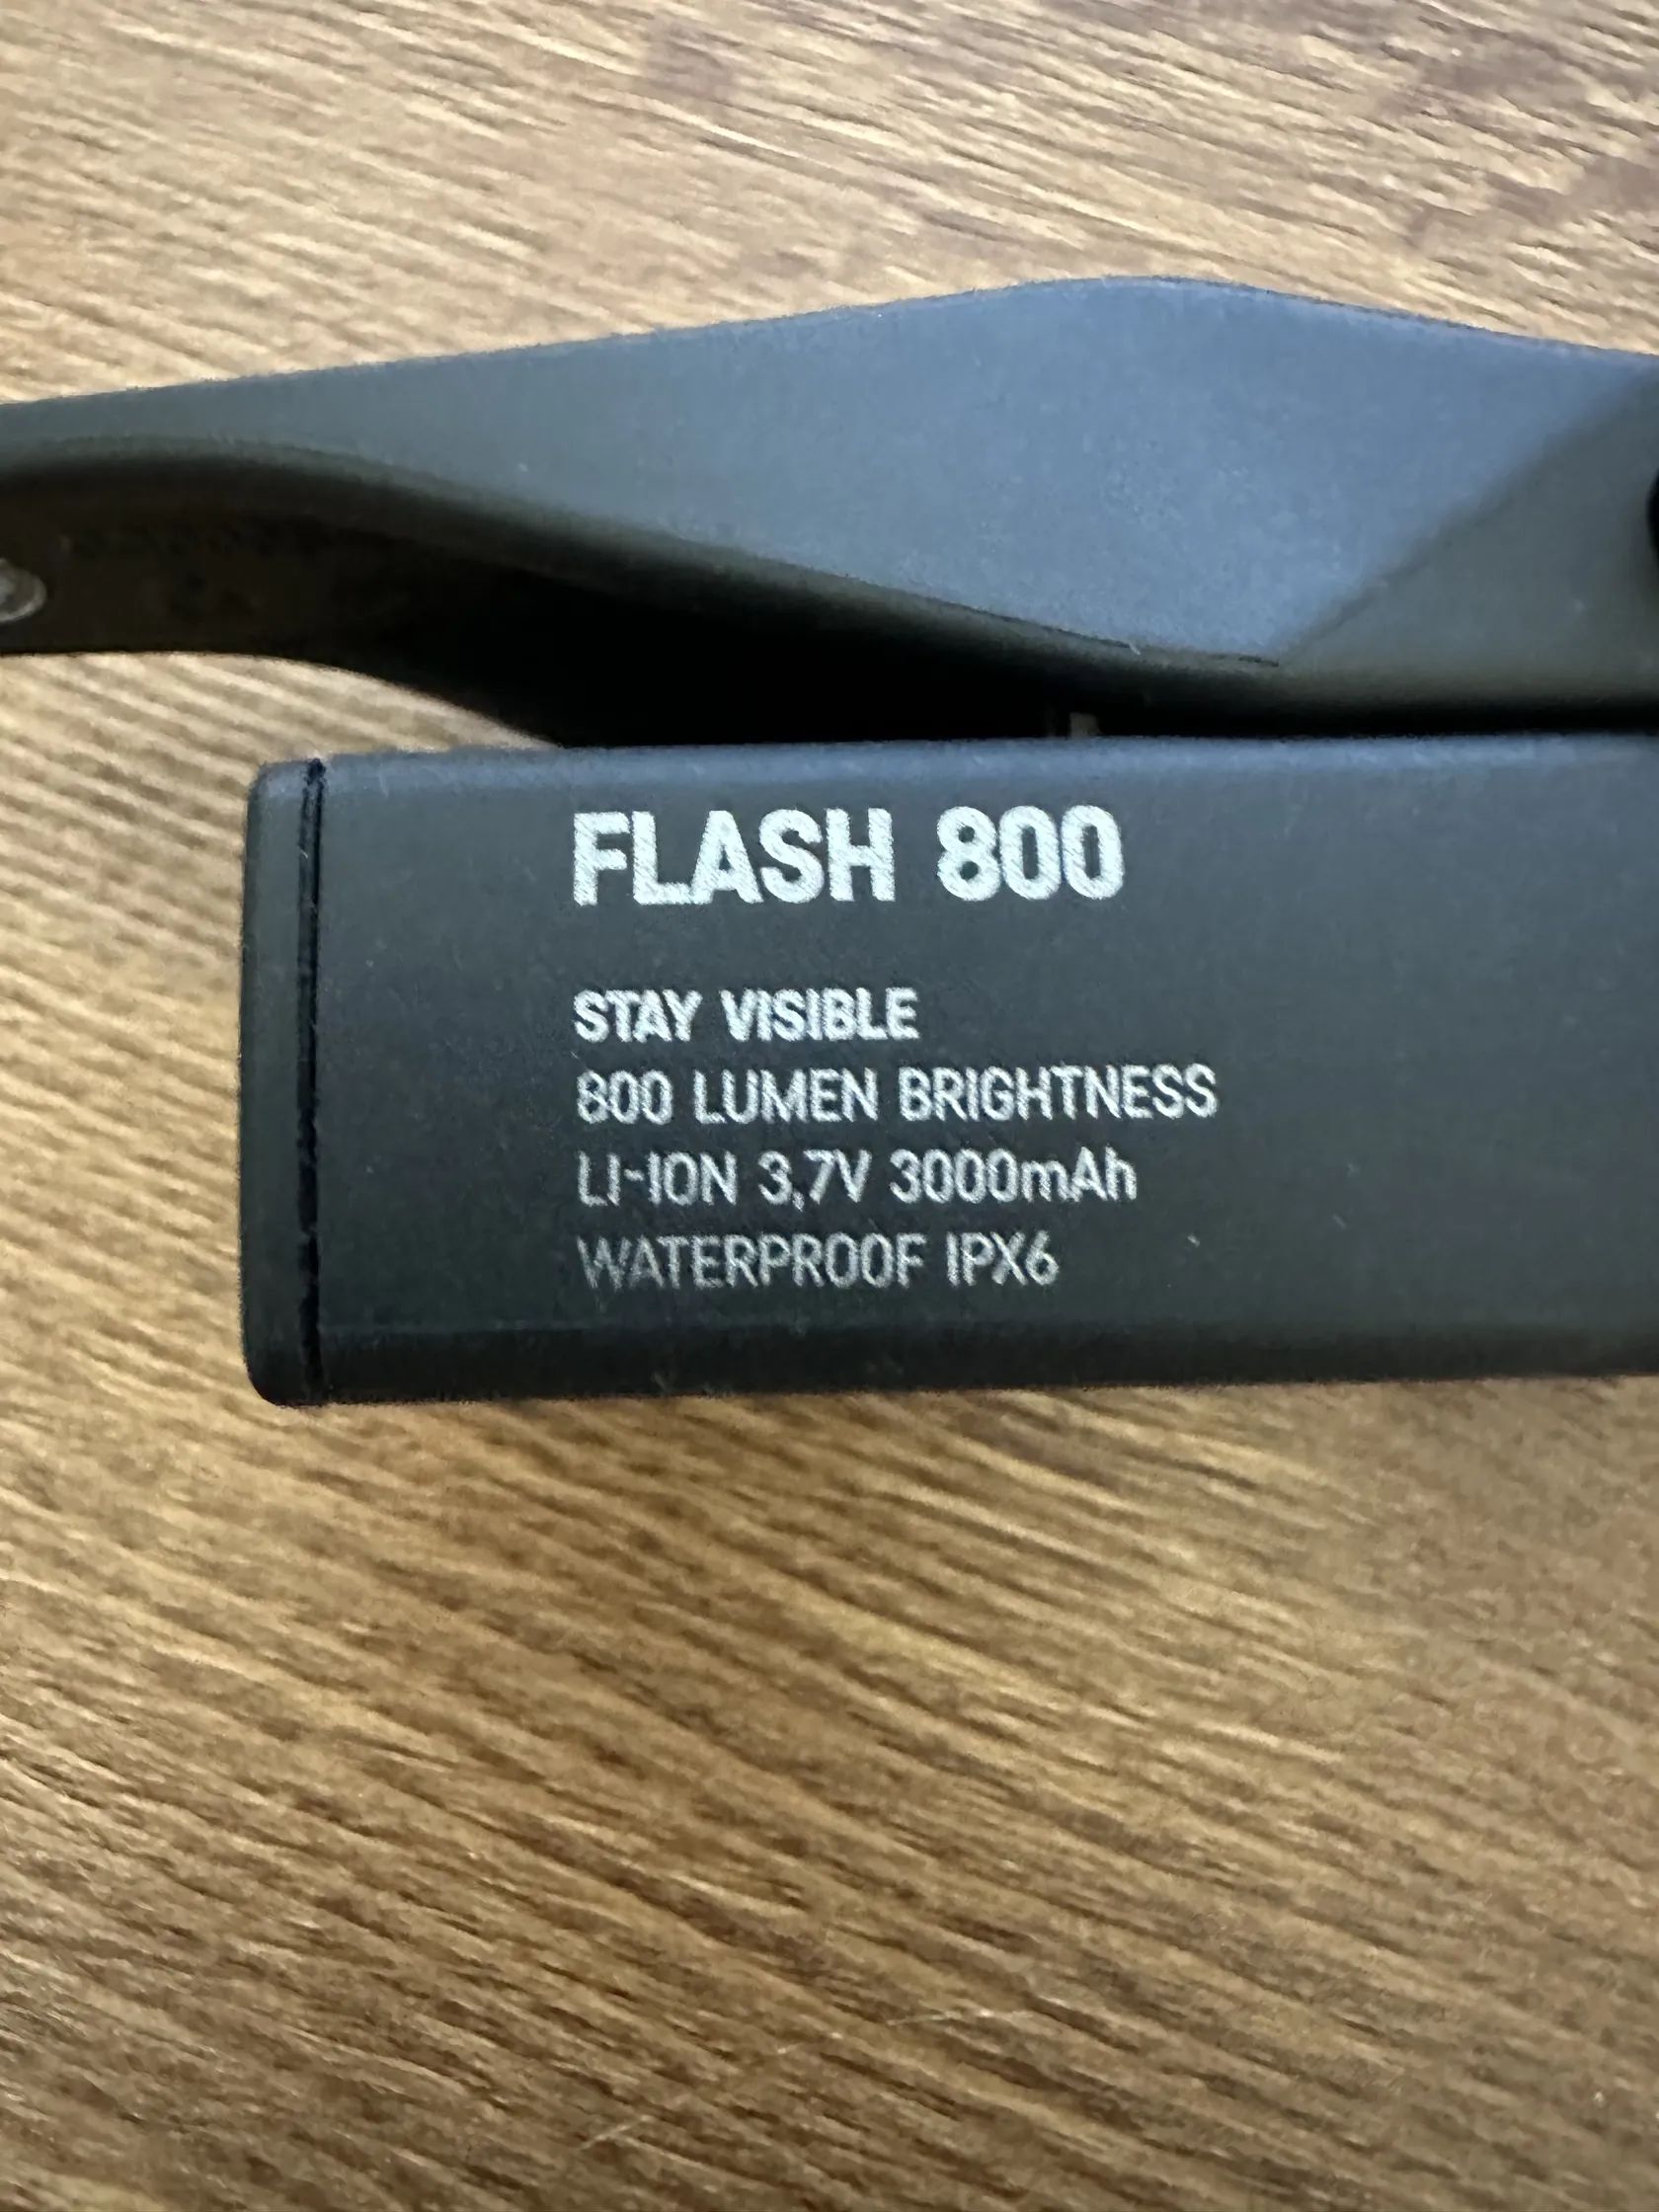 FLASH 800
STAY VISIBLE
800 LUMEN BRIGHTNESS
LI-ION 3,7V 3000mAh
WATERPROOF IPX6